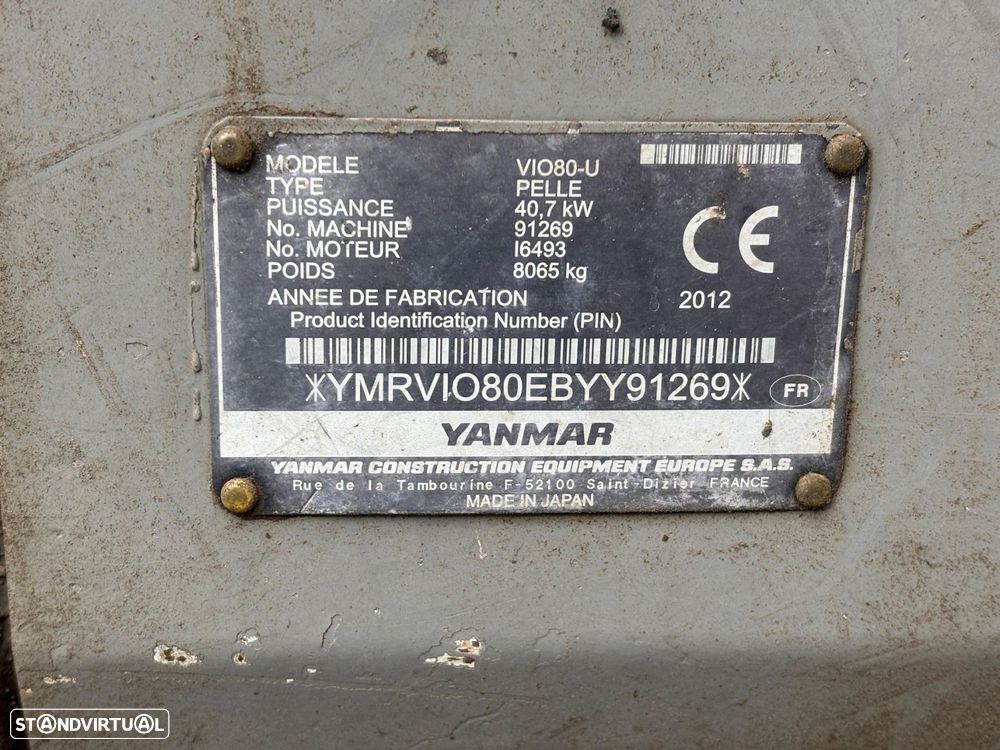 MODELE VIO80-U
TYPE PELLE
PUISSANCE 40,7 kW
No. MACHINE 91269
No. MOTEUR I6493
POIDS 8065 kg
CE
ANNEE DE FABRICATION 2012
Product Identification Number (PIN)
*YMRVIO80EBYY91269*
FR
YANMAR
YANMAR CONSTRUCTION EQUIPMENT EUROPE S.A.S.
Rue de la Tambourine F-52100 Saint-Dizier FRANCE
MADE IN JAPAN
STANDVIRTUAL